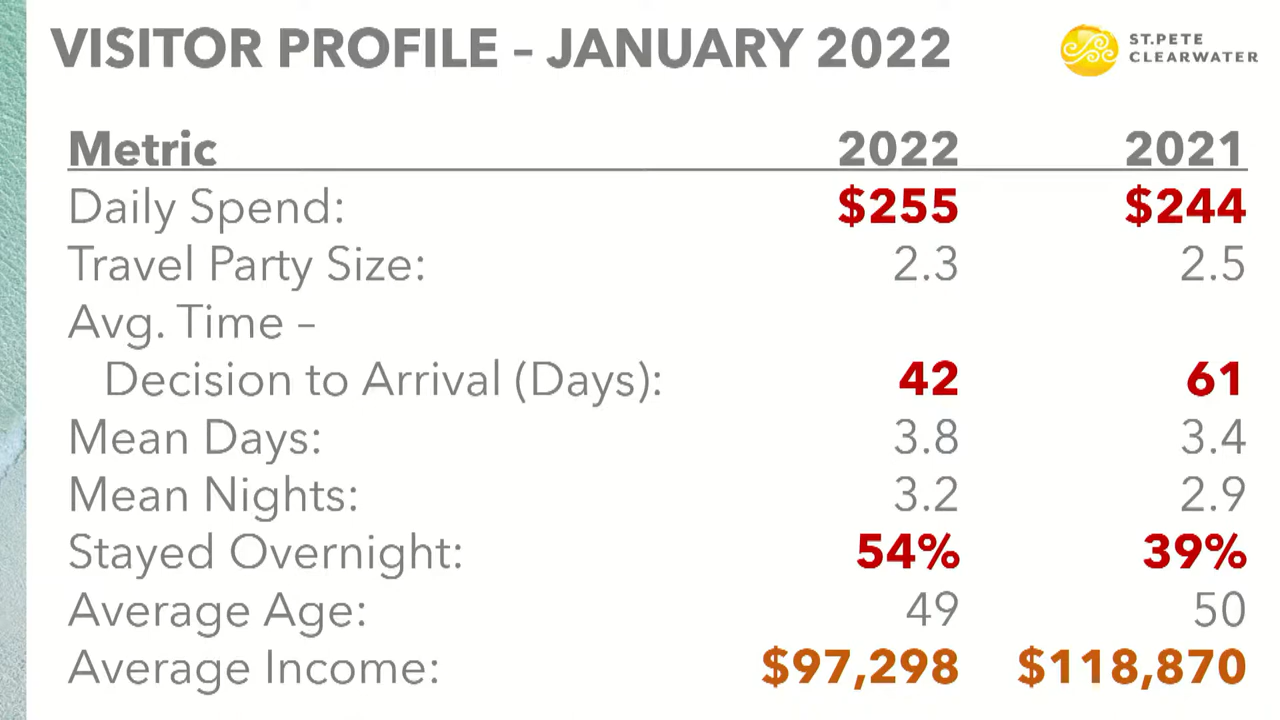 VISITOR PROFILE – JANUARY 2022
ST.PETE
CLEARWATER
Metric 2022 2021
Daily Spend: $255 $244
Travel Party Size: 2.3 2.5
Avg. Time –
Decision to Arrival (Days): 42 61
Mean Days: 3.8 3.4
Mean Nights: 3.2 2.9
Stayed Overnight: 54% 39%
Average Age: 49 50
Average Income: $97,298 $118,870